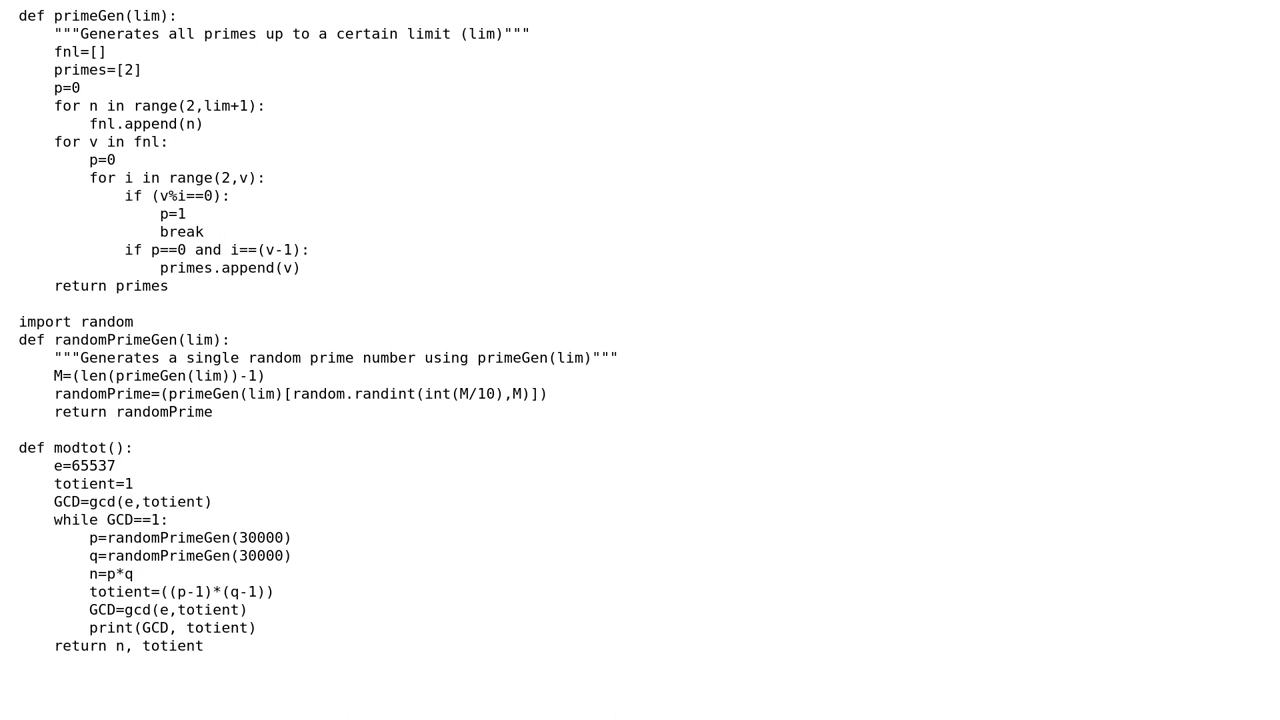 def primeGen(lim):
    """Generates all primes up to a certain limit (lim)"""
    fnl=[]
    primes=[2]
    p=0
    for n in range(2,lim+1):
        fnl.append(n)
    for v in fnl:
        p=0
        for i in range(2,v):
            if (v%i==0):
                p=1
                break
            if p==0 and i==(v-1):
                primes.append(v)
    return primes

import random
def randomPrimeGen(lim):
    """Generates a single random prime number using primeGen(lim)"""
    M=(len(primeGen(lim))-1)
    randomPrime=(primeGen(lim)[random.randint(int(M/10),M)])
    return randomPrime

def modtot():
    e=65537
    totient=1
    GCD=gcd(e,totient)
    while GCD==1:
        p=randomPrimeGen(30000)
        q=randomPrimeGen(30000)
        n=p*q
        totient=((p-1)*(q-1))
        GCD=gcd(e,totient)
        print(GCD, totient)
    return n, totient